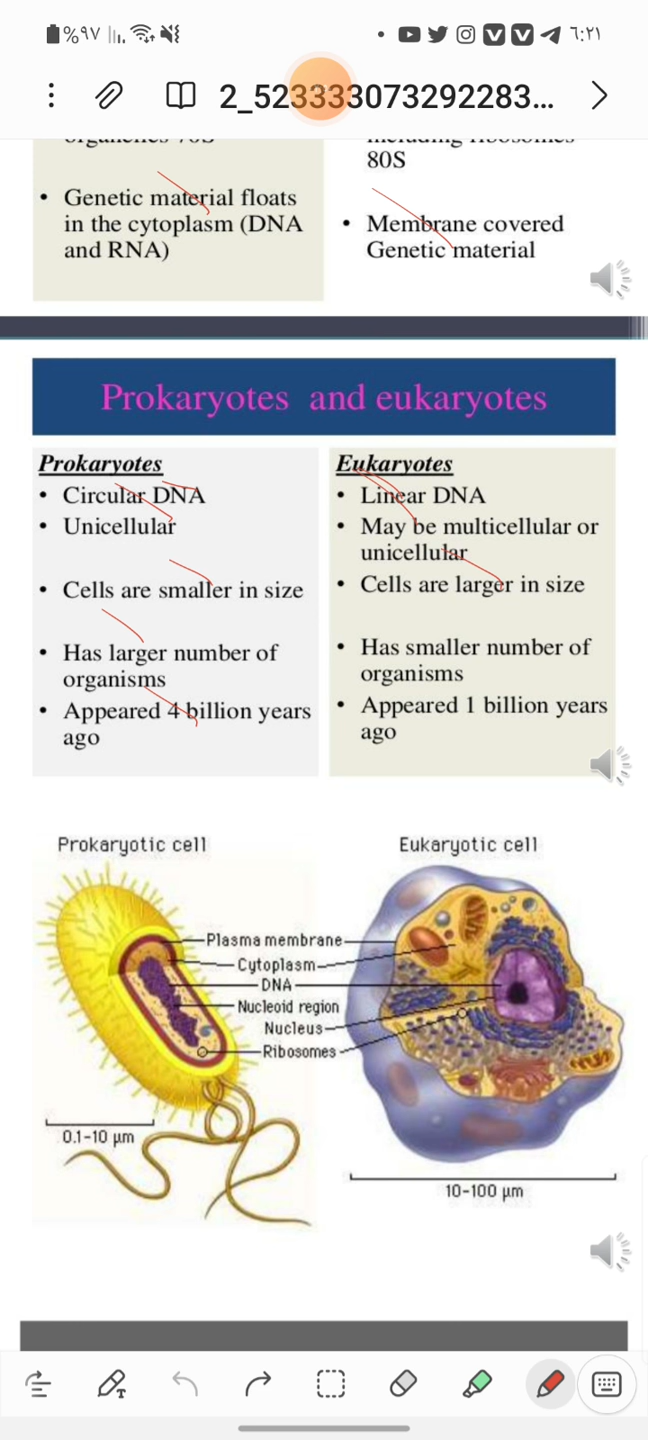 %٩٧ ٦:٢١
2_523333073292283...
80S
• Genetic material floats
in the cytoplasm (DNA
and RNA)
• Membrane covered
Genetic material
Prokaryotes and eukaryotes
Prokaryotes
• Circular DNA
• Unicellular
• Cells are smaller in size
• Has larger number of
organisms
• Appeared 4 billion years
ago
Eukaryotes
• Linear DNA
• May be multicellular or
unicellular
• Cells are larger in size
• Has smaller number of
organisms
• Appeared 1 billion years
ago
Prokaryotic cell
Eukaryotic cell
Plasma membrane
Cytoplasm
DNA
Nucleoid region
Nucleus
Ribosomes
0.1-10 µm
10-100 µm